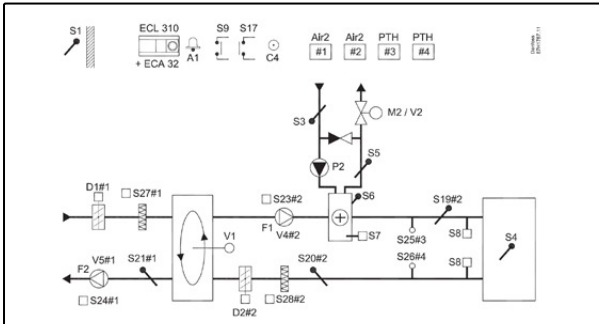 S1
ECL 310
+ ECA 32
A1
S9
S17
C4
Air2
#1
Air2
#2
PTH
#3
PTH
#4
Danfoss
S3
M2 / V2
P2
S5
D1#1
S27#1
S23#2
S6
S19#2
V1
F1
V4#2
S7
S25#3
S8
S4
F2
V5#1
S21#1
S20#2
S26#4
S8
S24#1
D2#2
S28#2